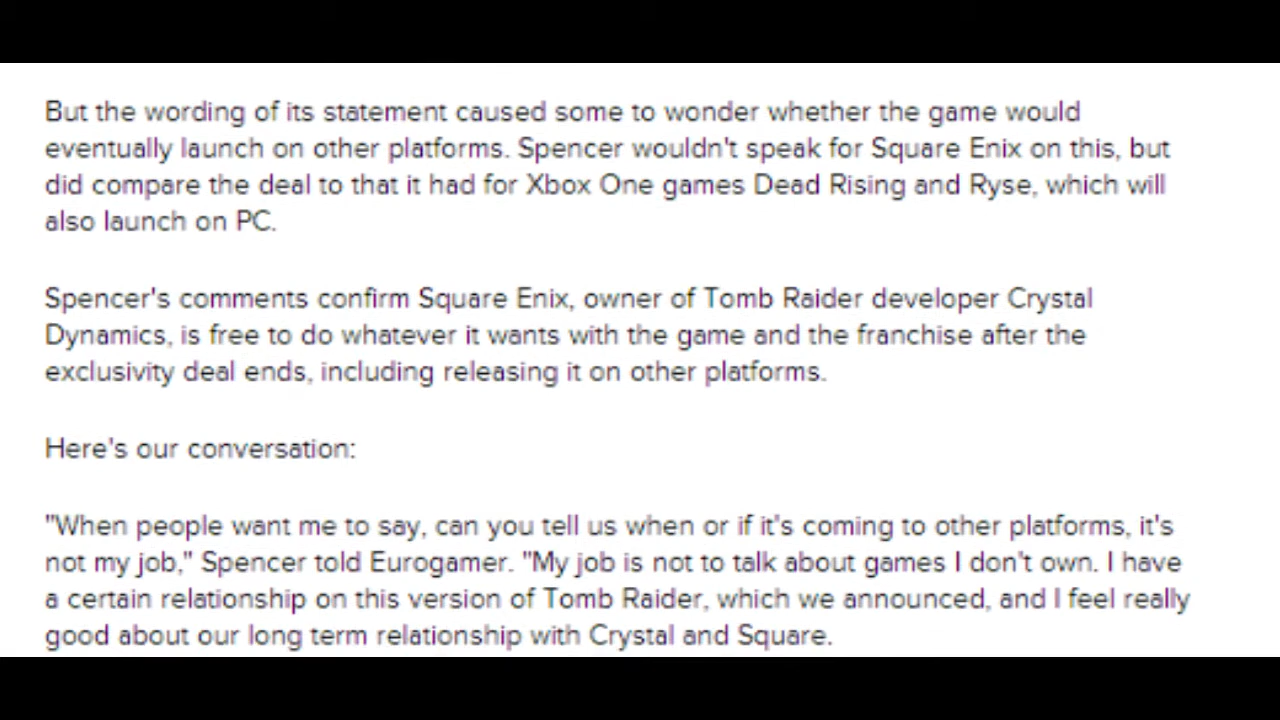 But the wording of its statement caused some to wonder whether the game would
eventually launch on other platforms. Spencer wouldn't speak for Square Enix on this, but
did compare the deal to that it had for Xbox One games Dead Rising and Ryse, which will
also launch on PC.
Spencer's comments confirm Square Enix, owner of Tomb Raider developer Crystal
Dynamics, is free to do whatever it wants with the game and the franchise after the
exclusivity deal ends, including releasing it on other platforms.
Here's our conversation:
"When people want me to say, can you tell us when or if it's coming to other platforms, it's
not my job," Spencer told Eurogamer. "My job is not to talk about games I don't own. I have
a certain relationship on this version of Tomb Raider, which we announced, and I feel really
good about our long term relationship with Crystal and Square.